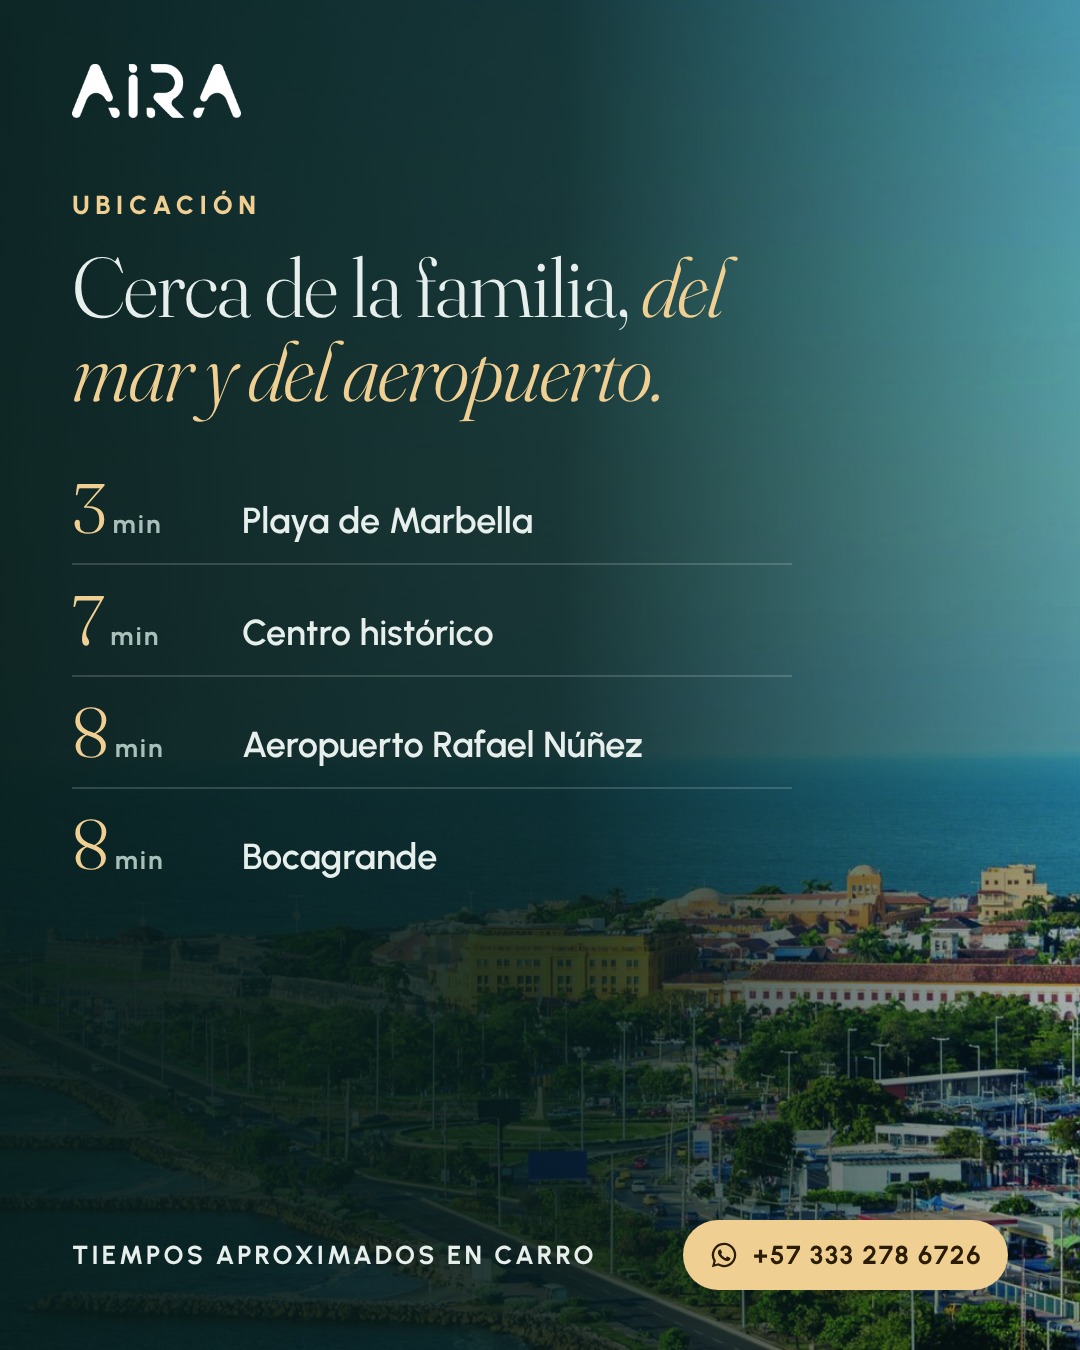 AiRA
UBICACIÓN
Cerca de la familia, del
mar y del aeropuerto.
3 min Playa de Marbella
7 min Centro histórico
8 min Aeropuerto Rafael Núñez
8 min Bocagrande
TIEMPOS APROXIMADOS EN CARRO
+57 333 278 6726